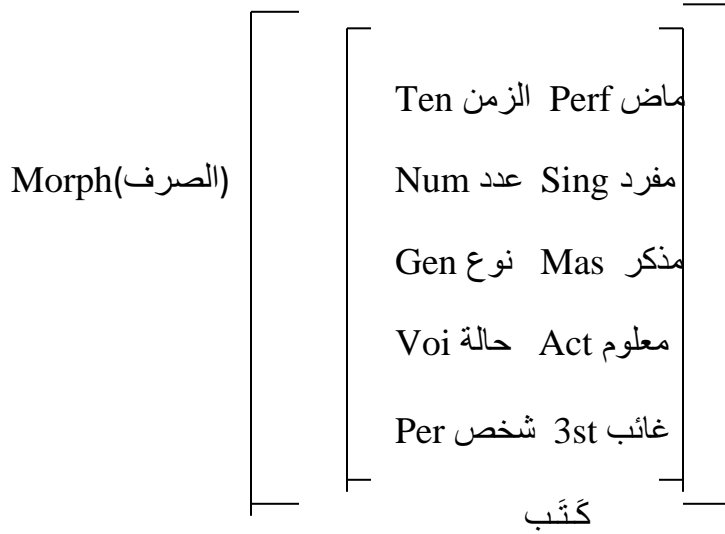 Ten الزمن Perf ماض
Morph(الصرف) Num عدد Sing مفرد
Gen نوع Mas مذكر
Voi حالة Act معلوم
Per شخص 3st غائب
كَتَب